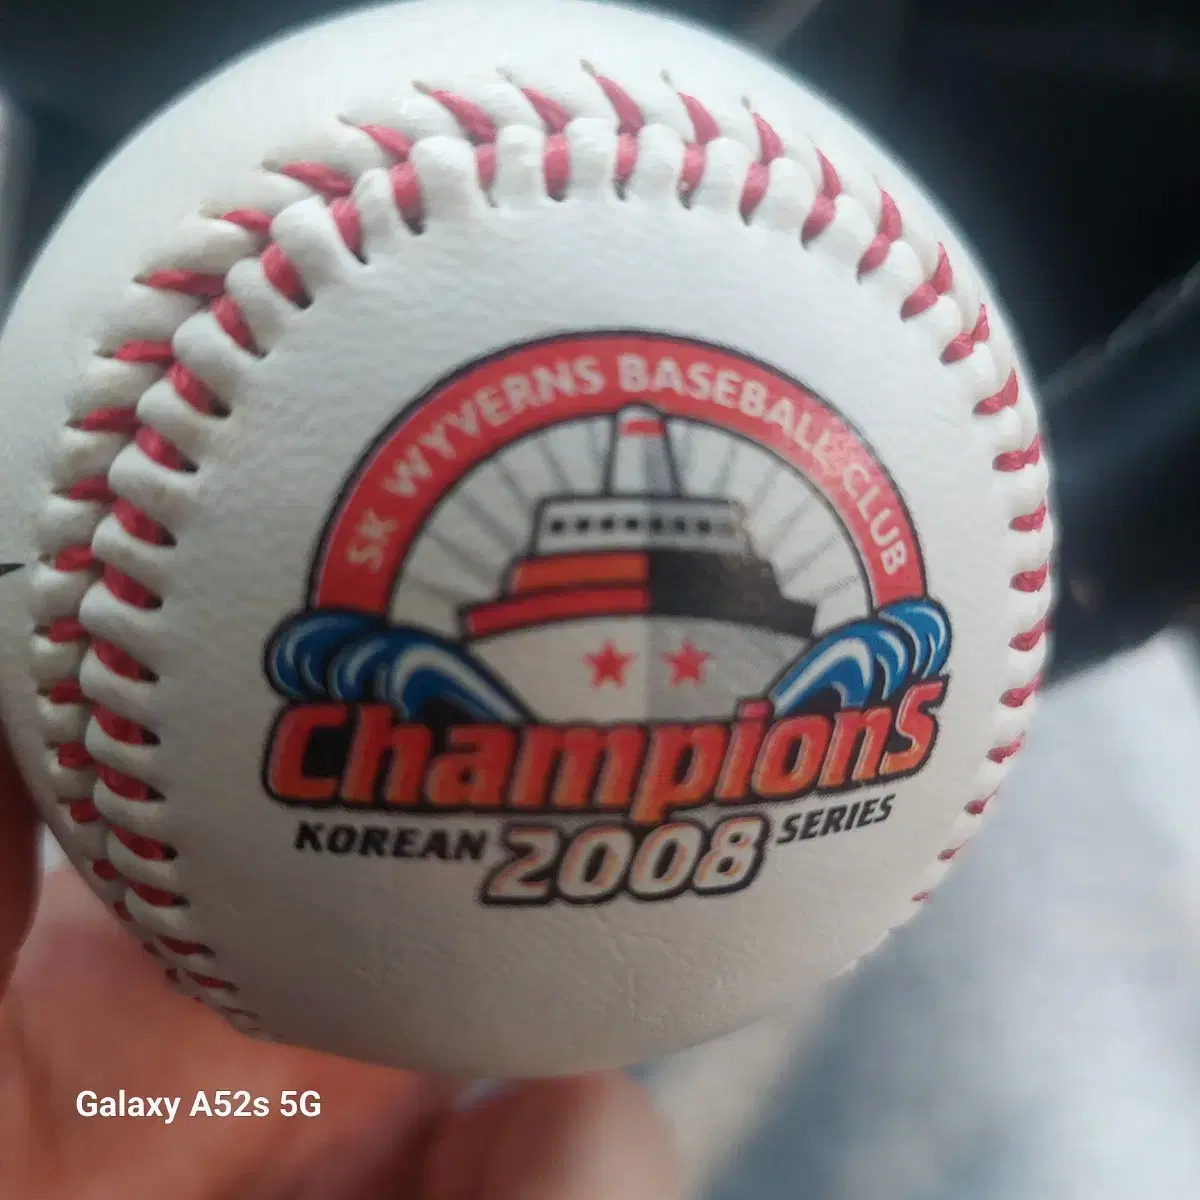 SK WYVERNS BASEBALL CLUB
Champions
KOREAN 2008 SERIES
Galaxy A52s 5G